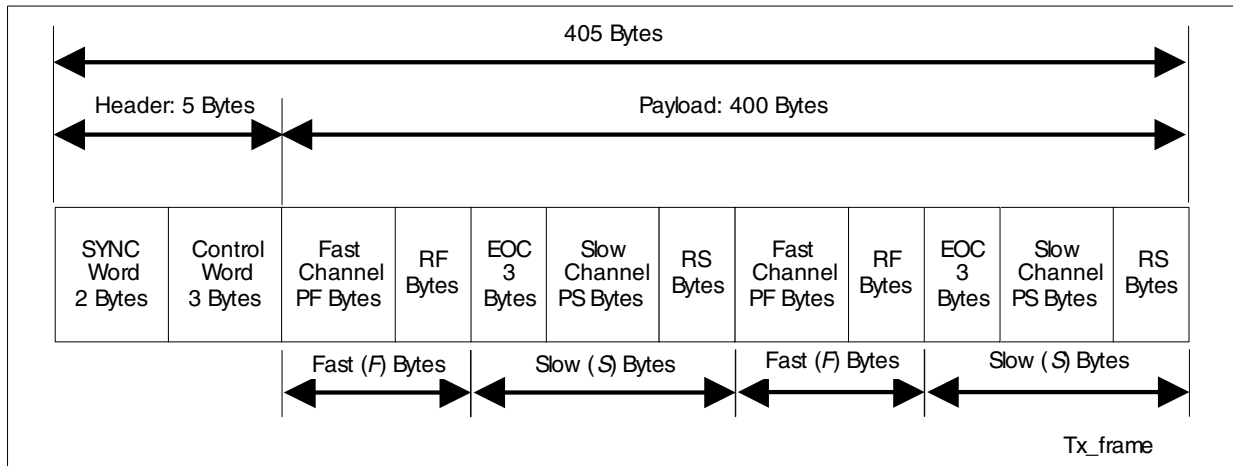 405 Bytes
Header: 5 Bytes
Payload: 400 Bytes
SYNC
Word
2 Bytes
Control
Word
3 Bytes
Fast
Channel
PF Bytes
RF
Bytes
EOC
3
Bytes
Slow
Channel
PS Bytes
RS
Bytes
Fast
Channel
PF Bytes
RF
Bytes
EOC
3
Bytes
Slow
Channel
PS Bytes
RS
Bytes
Fast (F) Bytes
Slow (S) Bytes
Fast (F) Bytes
Slow (S) Bytes
Tx_frame